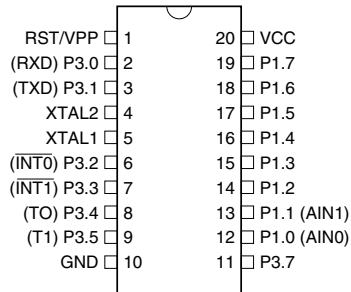 RST/VPP 1 20 VCC
(RXD) P3.0 2 19 P1.7
(TXD) P3.1 3 18 P1.6
XTAL2 4 17 P1.5
XTAL1 5 16 P1.4
(I̅N̅T̅0̅) P3.2 6 15 P1.3
(I̅N̅T̅1̅) P3.3 7 14 P1.2
(TO) P3.4 8 13 P1.1 (AIN1)
(T1) P3.5 9 12 P1.0 (AIN0)
GND 10 11 P3.7